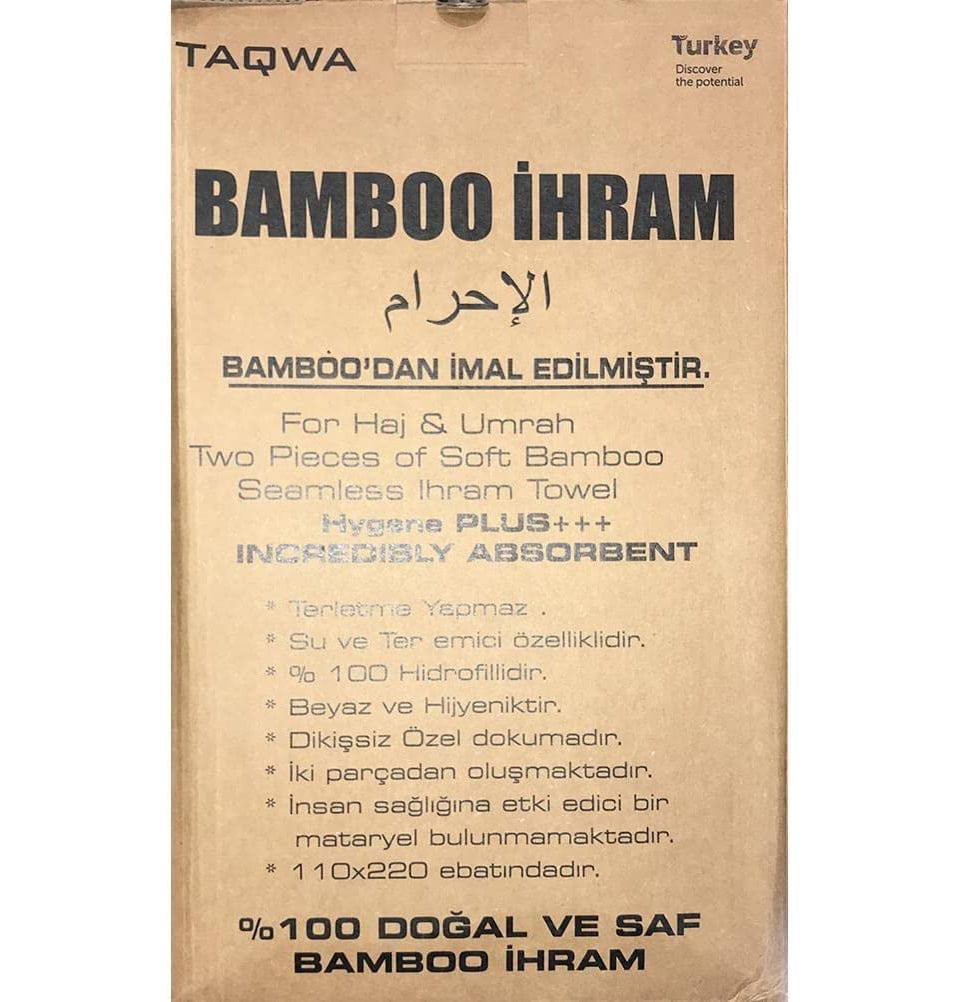 TAQWA
Turkey
Discover
the potential
BAMBOO İHRAM
الإحرام
BAMBOO'DAN İMAL EDİLMİŞTİR.
For Haj & Umrah
Two Pieces of Soft Bamboo
Seamless Ihram Towel
Hygene PLUS+++
INCREDIBLY ABSORBENT
* Terletme Yapmaz .
* Su ve Ter emici özelliklidir.
* % 100 Hidrofillidir.
* Beyaz ve Hijyeniktir.
* Dikişsiz Özel dokumadır.
* İki parçadan oluşmaktadır.
* İnsan sağlığına etki edici bir
mataryel bulunmamaktadır.
* 110x220 ebatındadır.
%100 DOĞAL VE SAF
BAMBOO İHRAM